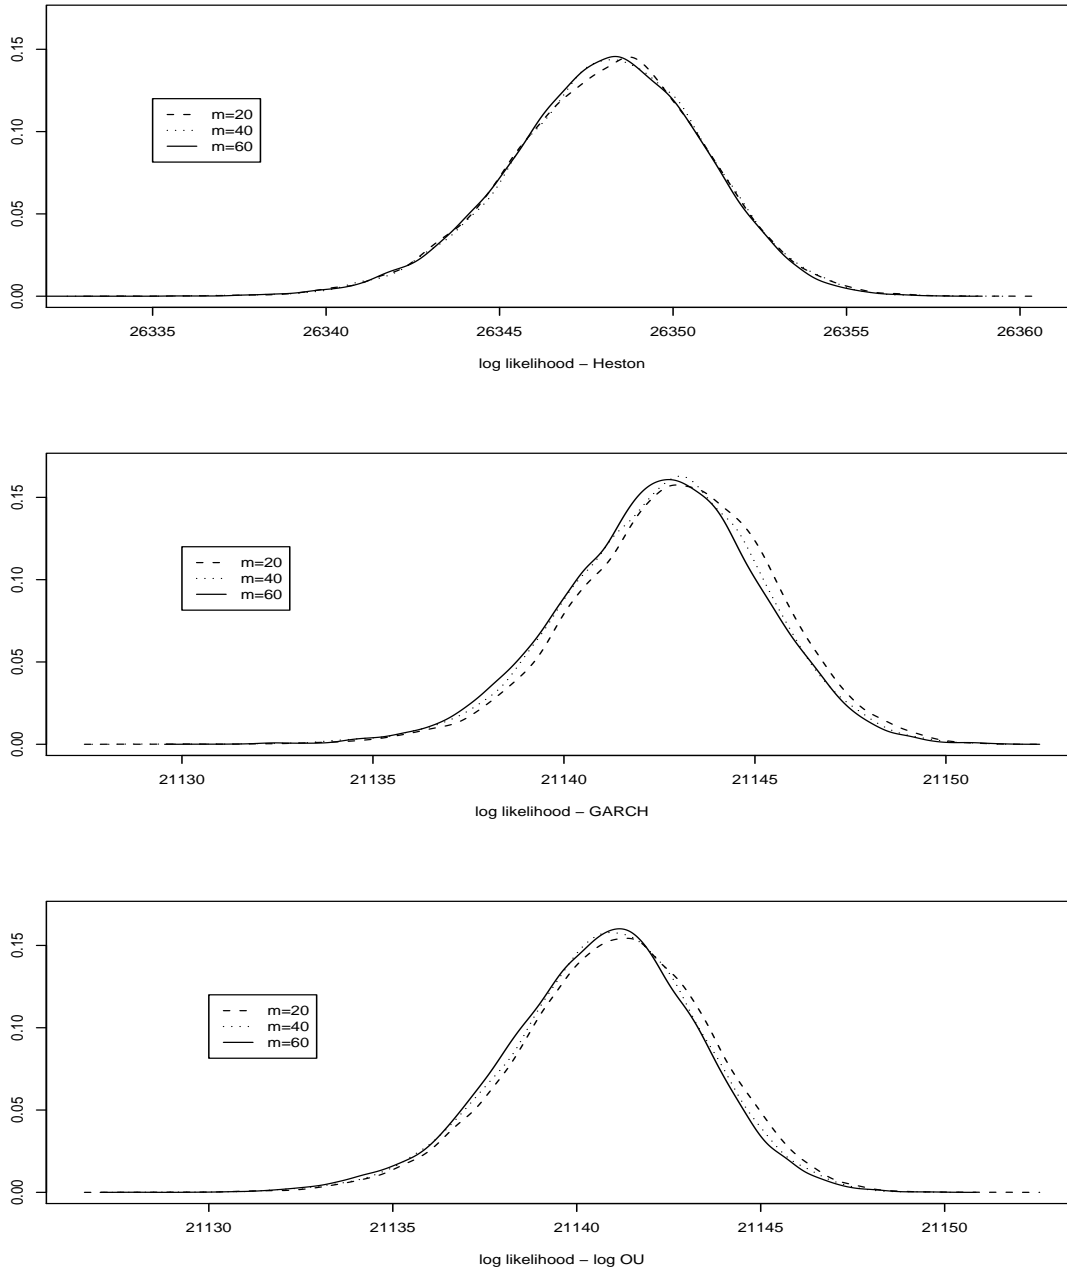 0.15
0.10
0.05
0.00
m=20
m=40
m=60
26335 26340 26345 26350 26355 26360
log likelihood – Heston
0.15
0.10
0.05
0.00
m=20
m=40
m=60
21130 21135 21140 21145 21150
log likelihood – GARCH
0.15
0.10
0.05
0.00
m=20
m=40
m=60
21130 21135 21140 21145 21150
log likelihood – log OU